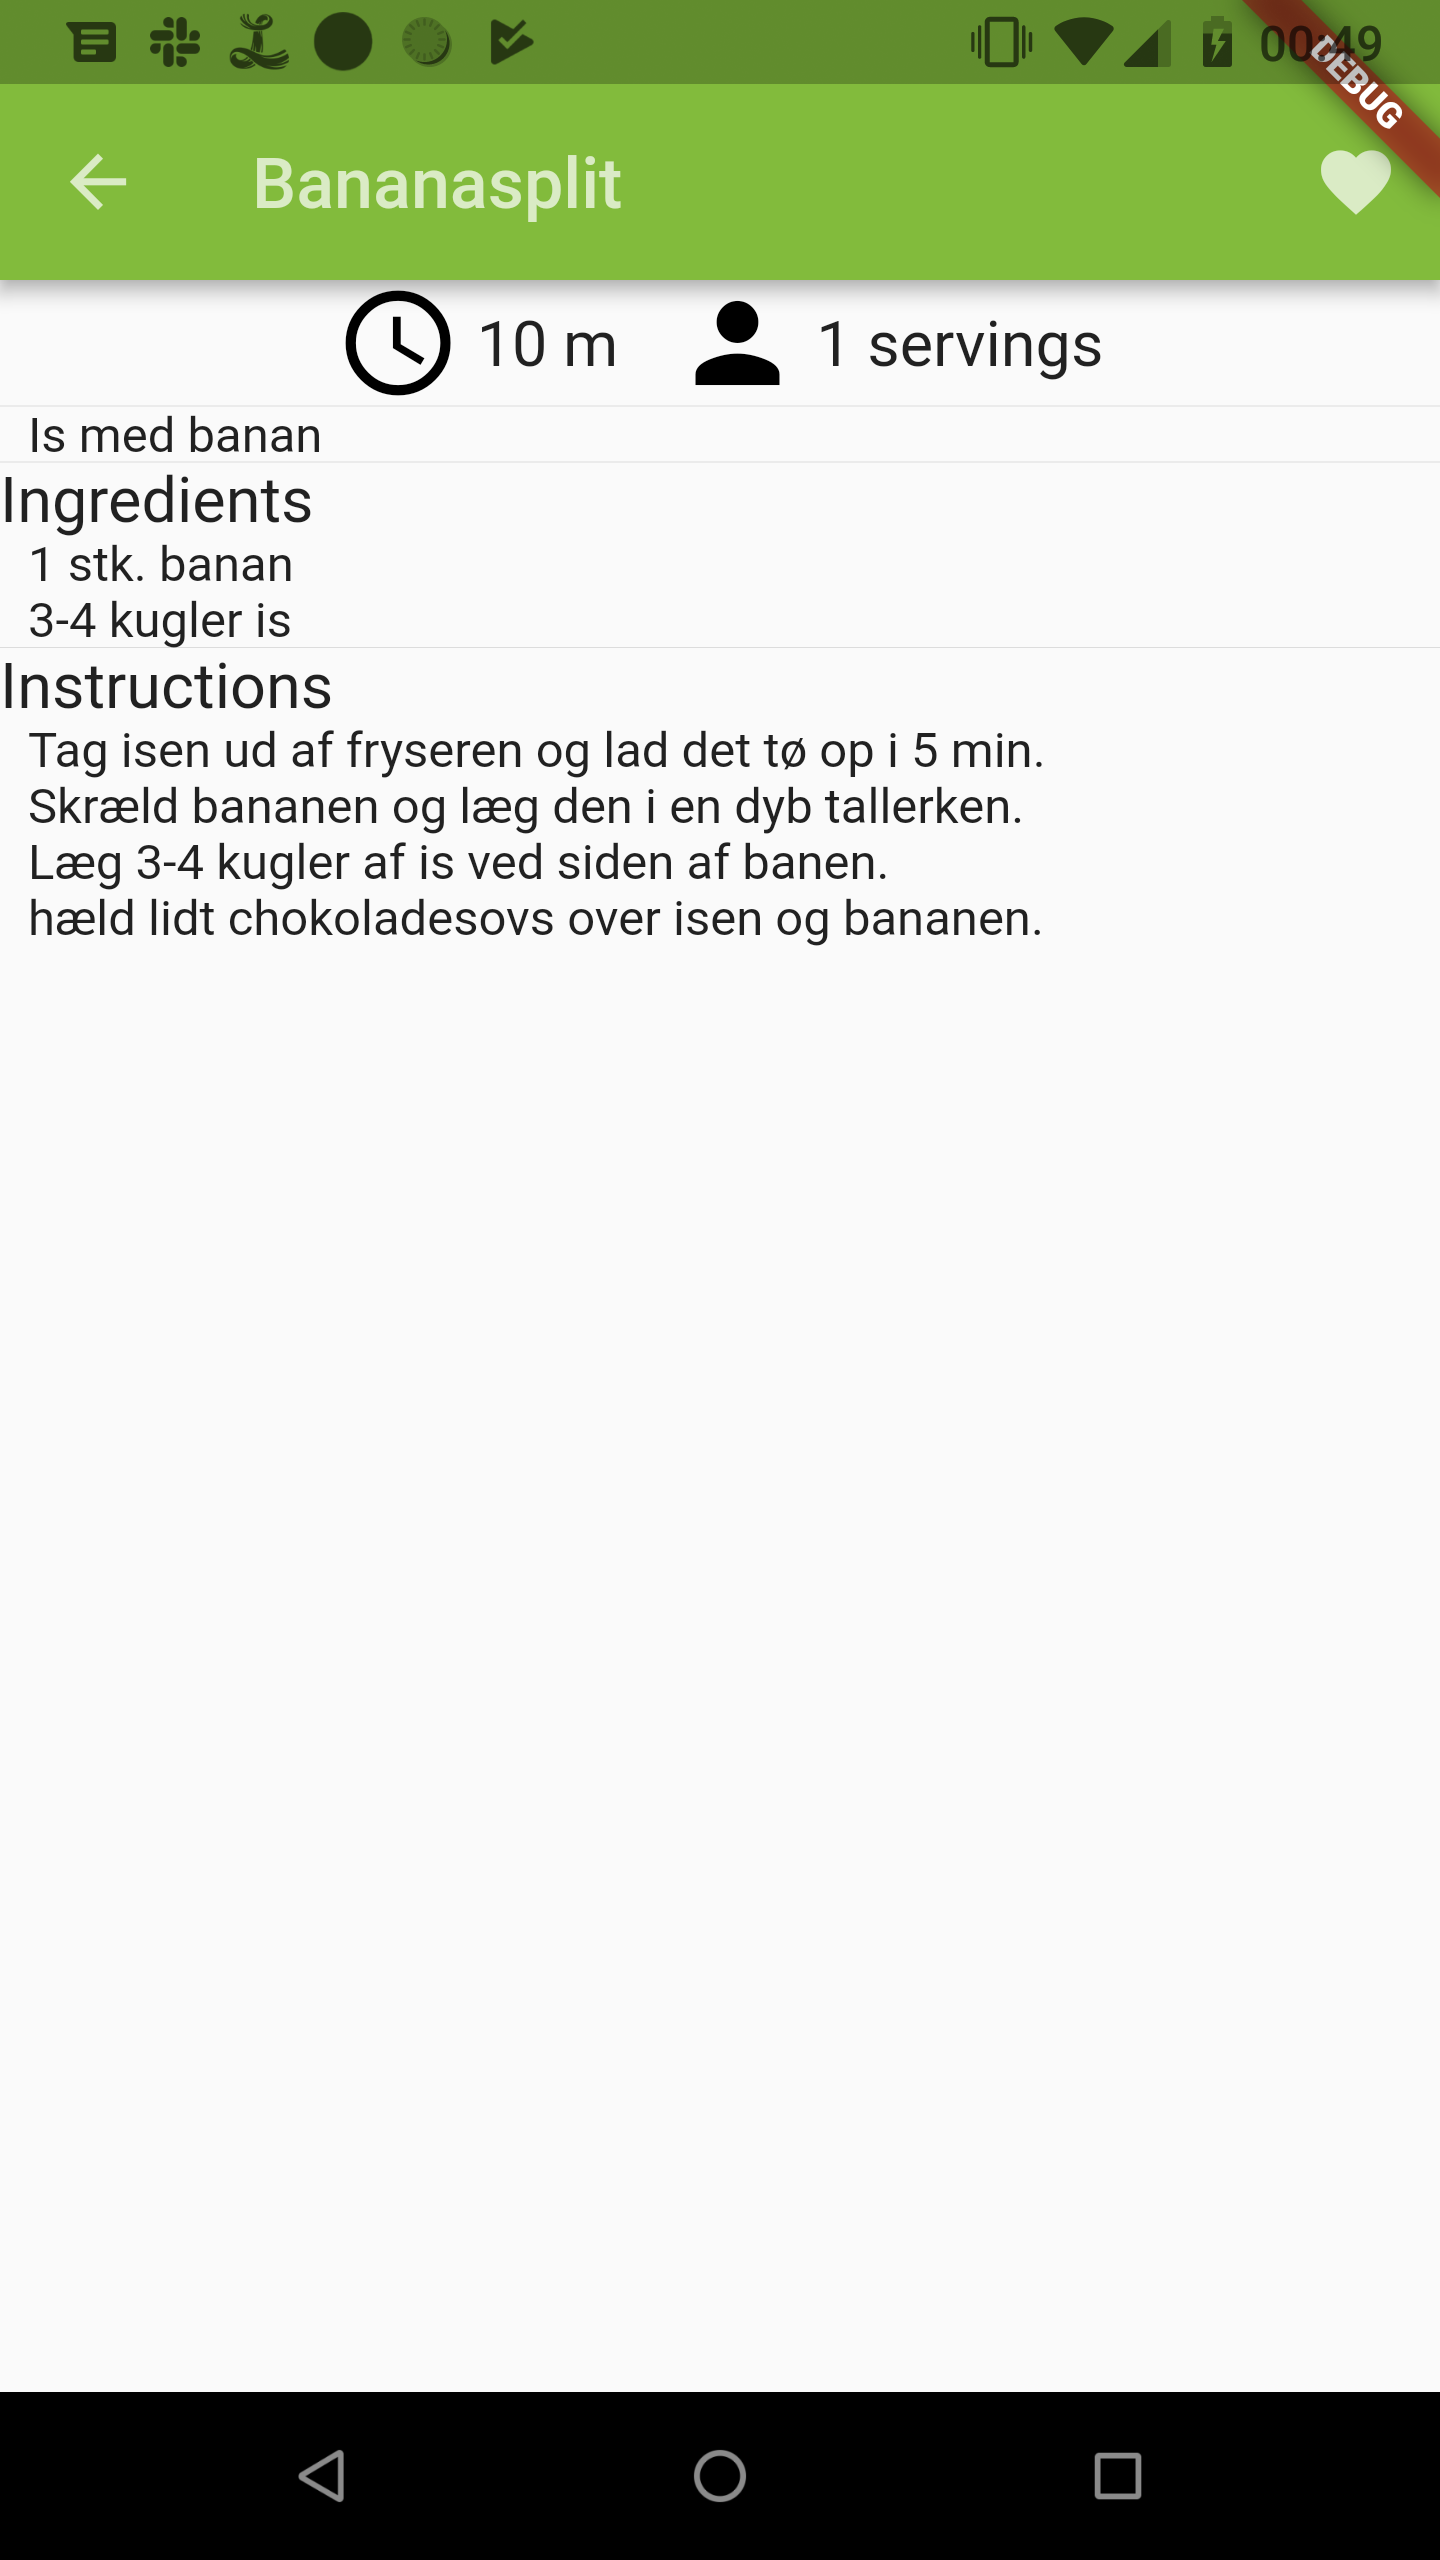 00:49
DEBUG
Bananasplit
10 m 1 servings
Is med banan
Ingredients
1 stk. banan
3-4 kugler is
Instructions
Tag isen ud af fryseren og lad det tø op i 5 min.
Skræld bananen og læg den i en dyb tallerken.
Læg 3-4 kugler af is ved siden af banen.
hæld lidt chokoladesovs over isen og bananen.